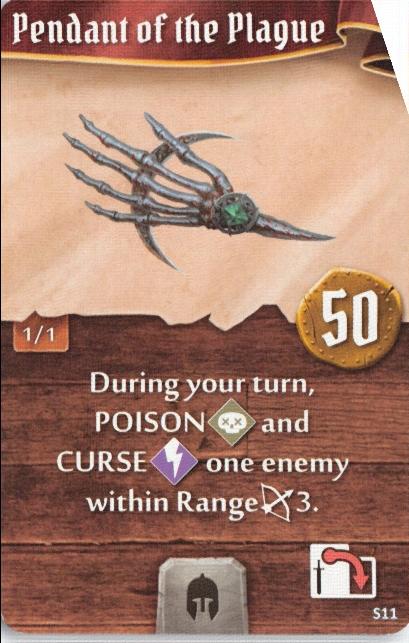 Pendant of the Plague
50
1/1
During your turn,
POISON and
CURSE one enemy
within Range 3.
S11